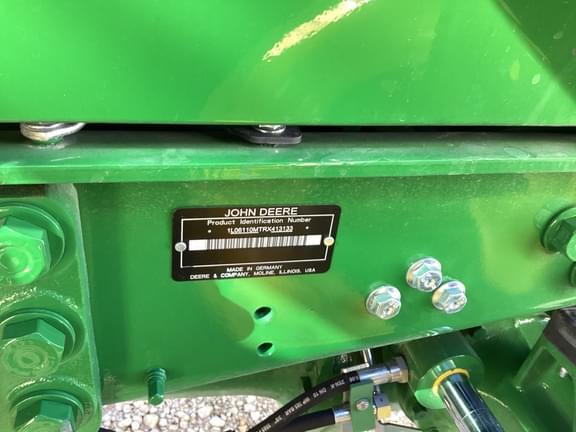 JOHN DEERE
Product Identification Number
* 1L06110MTRX413133 *
MADE IN GERMANY
DEERE & COMPANY, MOLINE, ILLINOIS, USA